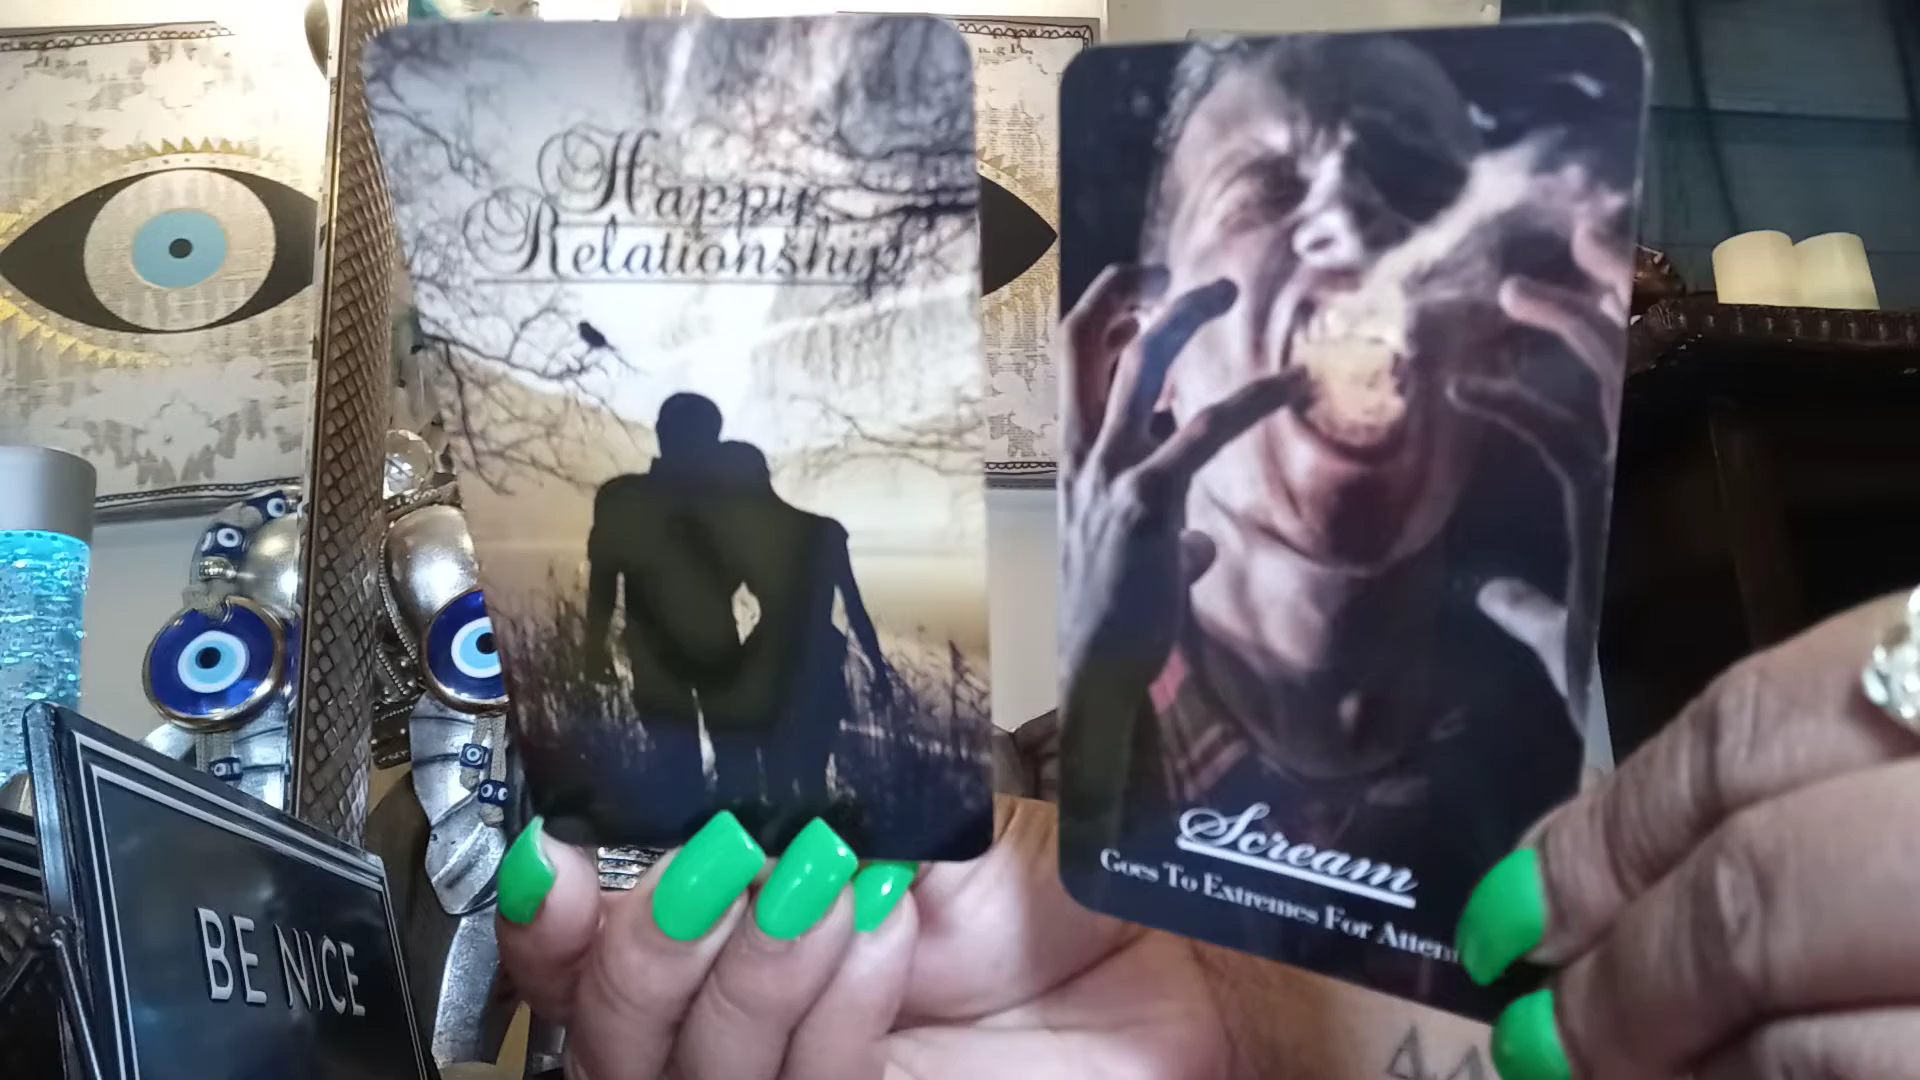 Happy
Relationship
Scream
Goes To Extremes For
BE NICE